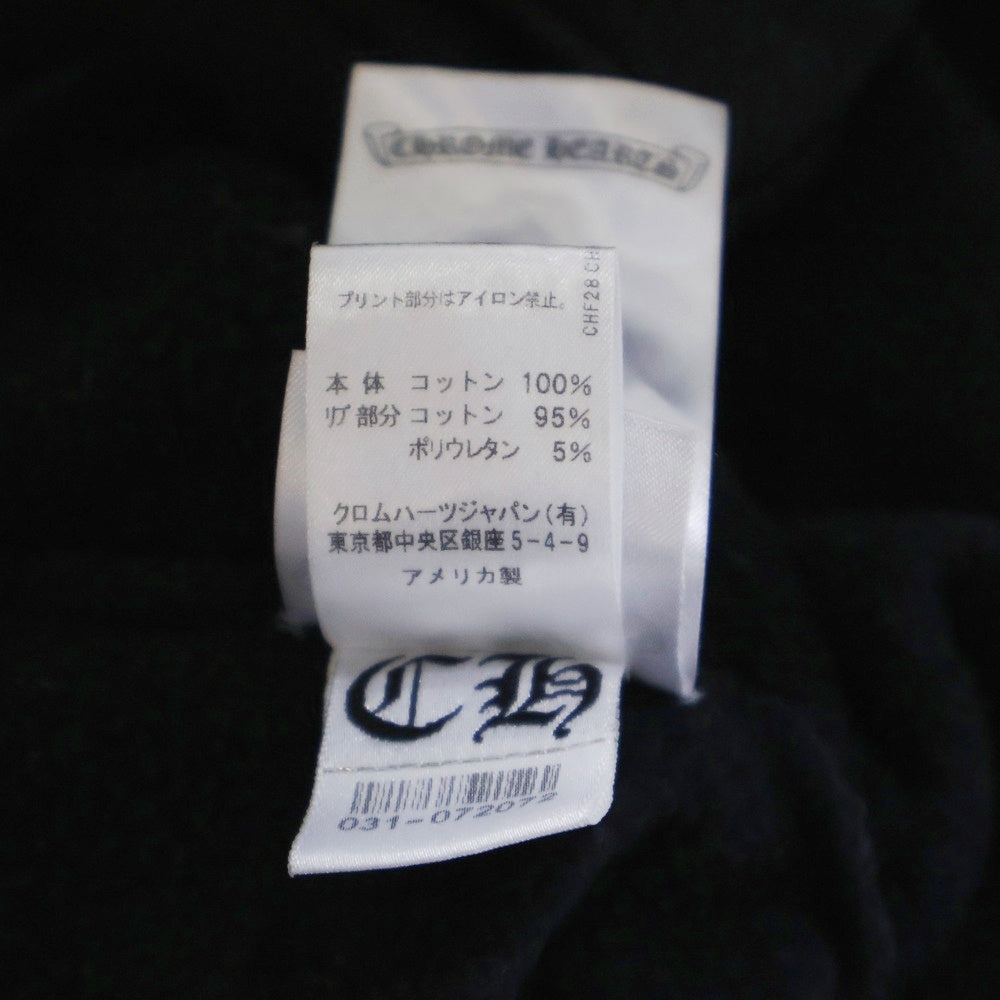 CHROME HEARTS
CHF28 CH
プリント部分はアイロン禁止。
本体 コットン 100%
リブ部分 コットン 95%
ポリウレタン 5%
クロムハーツジャパン(有)
東京都中央区銀座5-4-9
アメリカ製
CH
031-072072